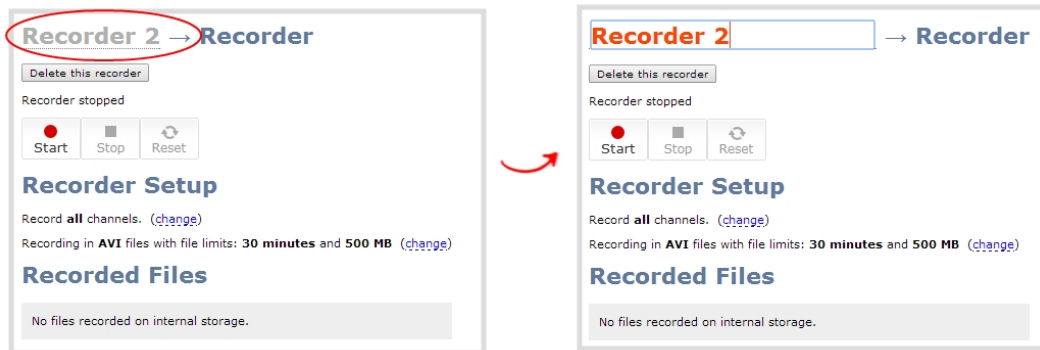 Recorder 2 → Recorder
Delete this recorder
Recorder stopped
Start Stop Reset
Recorder Setup
Record all channels. (change)
Recording in AVI files with file limits: 30 minutes and 500 MB (change)
Recorded Files
No files recorded on internal storage.
Recorder 2 → Recorder
Delete this recorder
Recorder stopped
Start Stop Reset
Recorder Setup
Record all channels. (change)
Recording in AVI files with file limits: 30 minutes and 500 MB (change)
Recorded Files
No files recorded on internal storage.